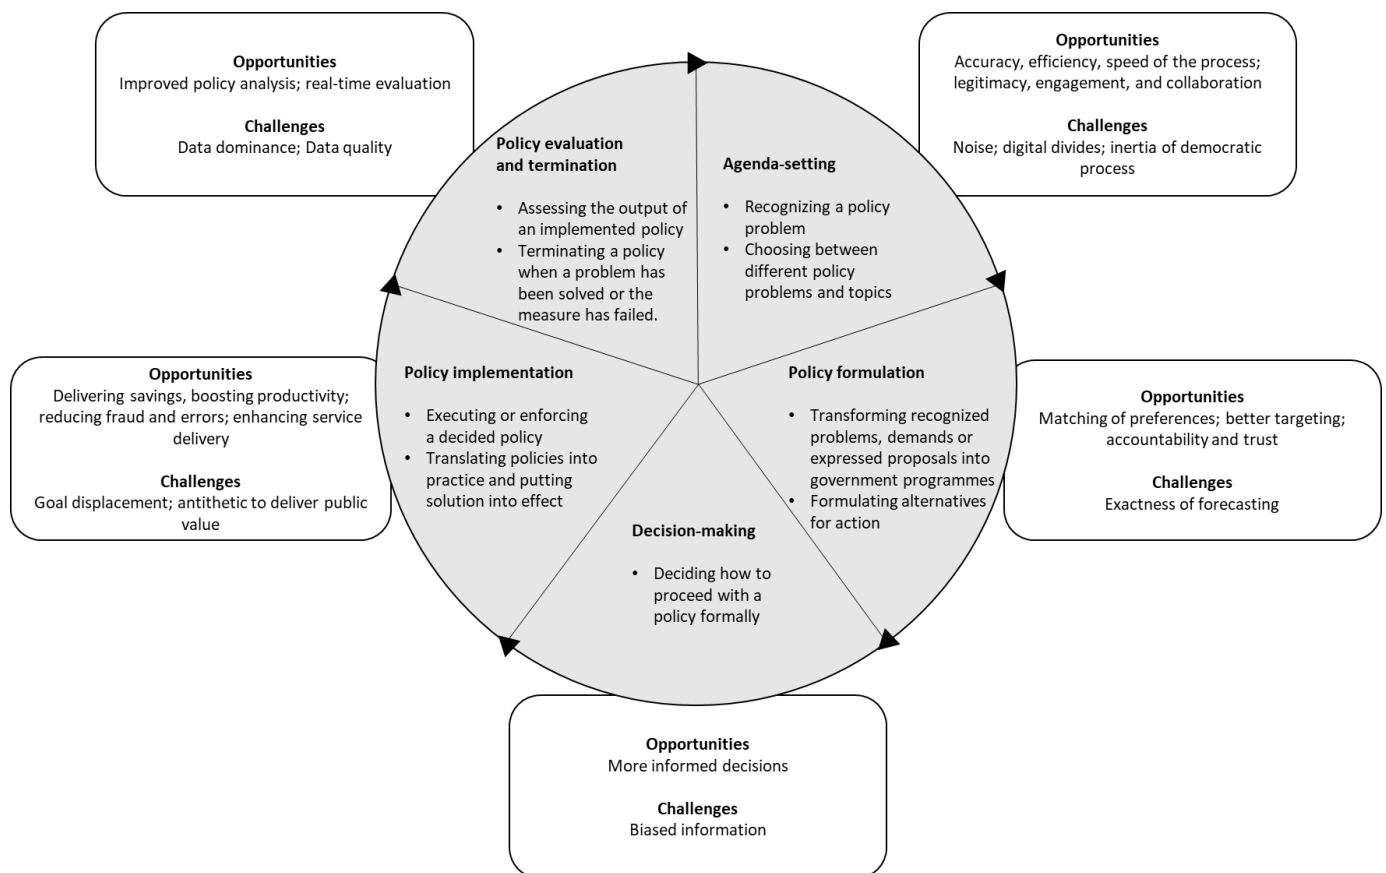 Opportunities
Improved policy analysis; real-time evaluation
Challenges
Data dominance; Data quality
Opportunities
Accuracy, efficiency, speed of the process;
legitimacy, engagement, and collaboration
Challenges
Noise; digital divides; inertia of democratic
process
Policy evaluation
and termination
• Assessing the output of
an implemented policy
• Terminating a policy
when a problem has
been solved or the
measure has failed.
Agenda-setting
• Recognizing a policy
problem
• Choosing between
different policy
problems and topics
Opportunities
Delivering savings, boosting productivity;
reducing fraud and errors; enhancing service
delivery
Challenges
Goal displacement; antithetic to deliver public
value
Policy implementation
• Executing or enforcing
a decided policy
• Translating policies into
practice and putting
solution into effect
Policy formulation
• Transforming recognized
problems, demands or
expressed proposals into
government programmes
• Formulating alternatives
for action
Opportunities
Matching of preferences; better targeting;
accountability and trust
Challenges
Exactness of forecasting
Decision-making
• Deciding how to
proceed with a
policy formally
Opportunities
More informed decisions
Challenges
Biased information